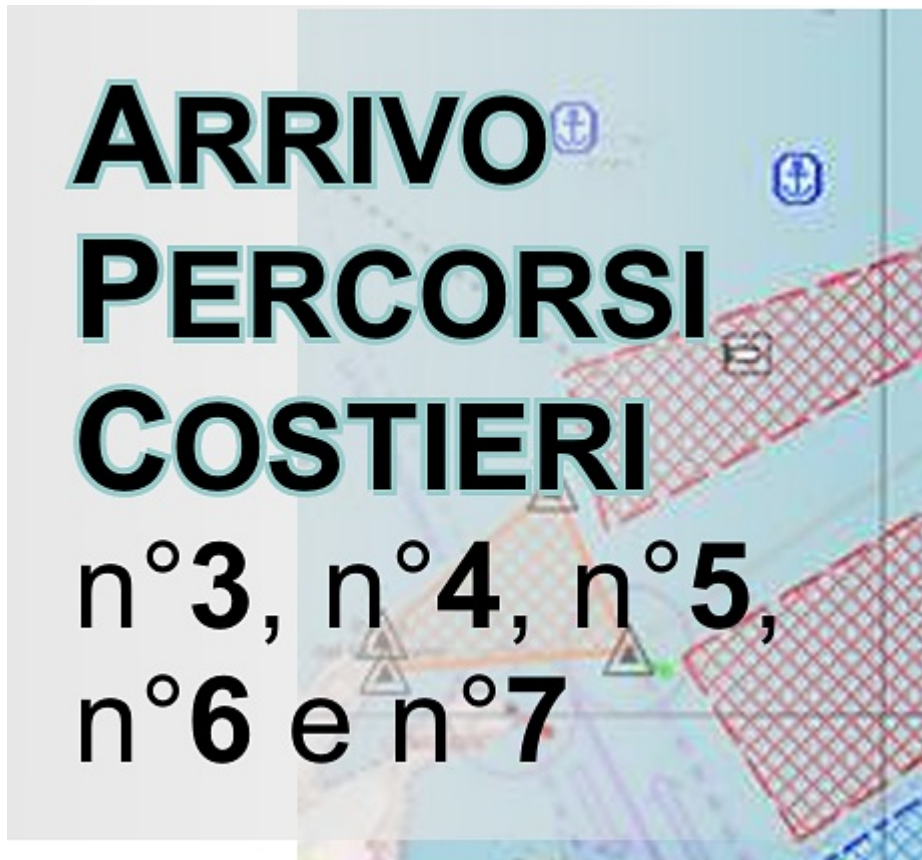 ARRIVO
PERCORSI
COSTIERI
n°3, n°4, n°5,
n°6 e n°7